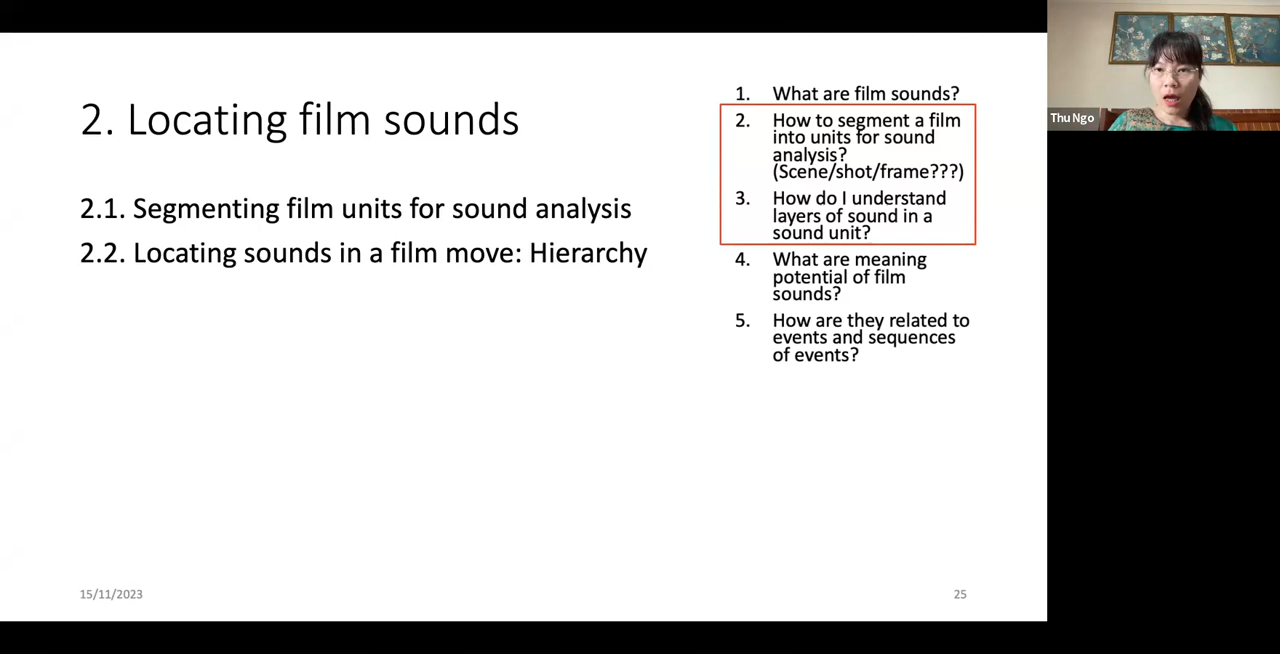 2. Locating film sounds
2.1. Segmenting film units for sound analysis
2.2. Locating sounds in a film move: Hierarchy
1. What are film sounds?
2. How to segment a film
into units for sound
analysis?
(Scene/shot/frame???)
3. How do I understand
layers of sound in a
sound unit?
4. What are meaning
potential of film
sounds?
5. How are they related to
events and sequences
of events?
Thu Ngo
15/11/2023
25